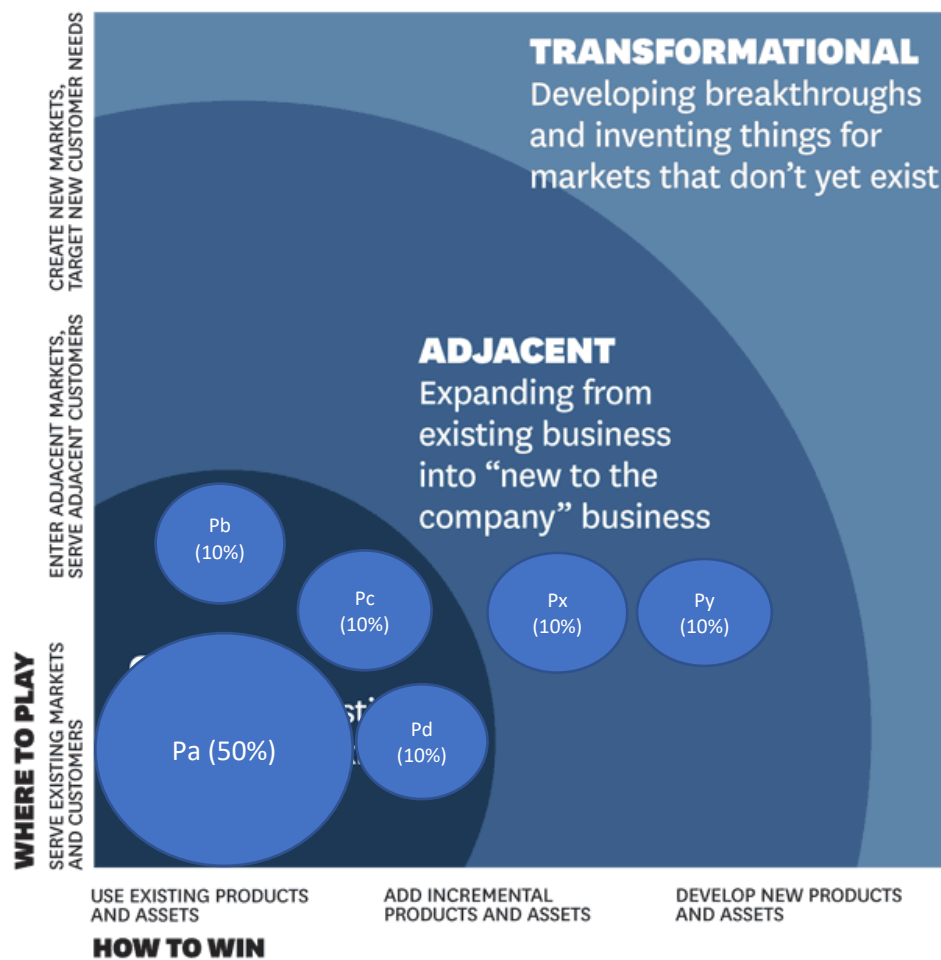 TRANSFORMATIONAL
Developing breakthroughs
and inventing things for
markets that don’t yet exist
ADJACENT
Expanding from
existing business
into “new to the
company” business
Pb
(10%)
Pc
(10%)
Px
(10%)
Py
(10%)
Pa (50%)
Pd
(10%)
WHERE TO PLAY
CREATE NEW MARKETS,
TARGET NEW CUSTOMER NEEDS
ENTER ADJACENT MARKETS,
SERVE ADJACENT CUSTOMERS
SERVE EXISTING MARKETS
AND CUSTOMERS
USE EXISTING PRODUCTS
AND ASSETS
ADD INCREMENTAL
PRODUCTS AND ASSETS
DEVELOP NEW PRODUCTS
AND ASSETS
HOW TO WIN